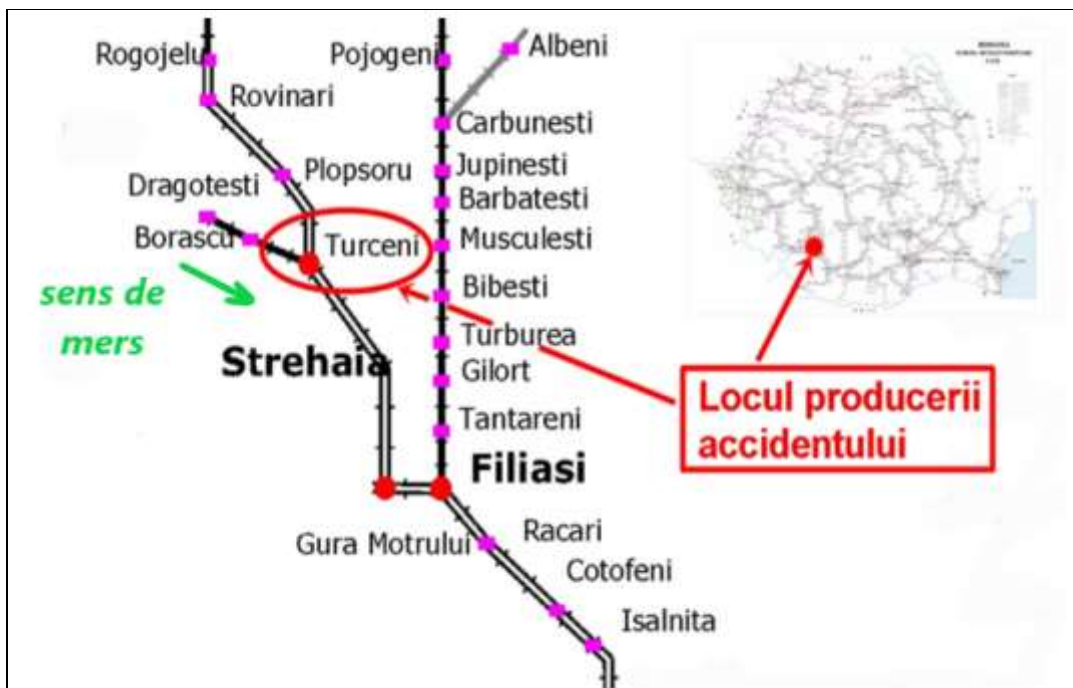 Rogojelu
Pojogeni
Albeni
Rovinari
Carbunesti
Plopsoru
Jupinesti
Dragotesti
Barbatesti
Borascu
Turceni
Musculesti
sens de
mers
Bibesti
Turburea
Strehaia
Gilort
Locul producerii
accidentului
Tantareni
Filiasi
Gura Motrului
Racari
Cotofeni
Isalnita